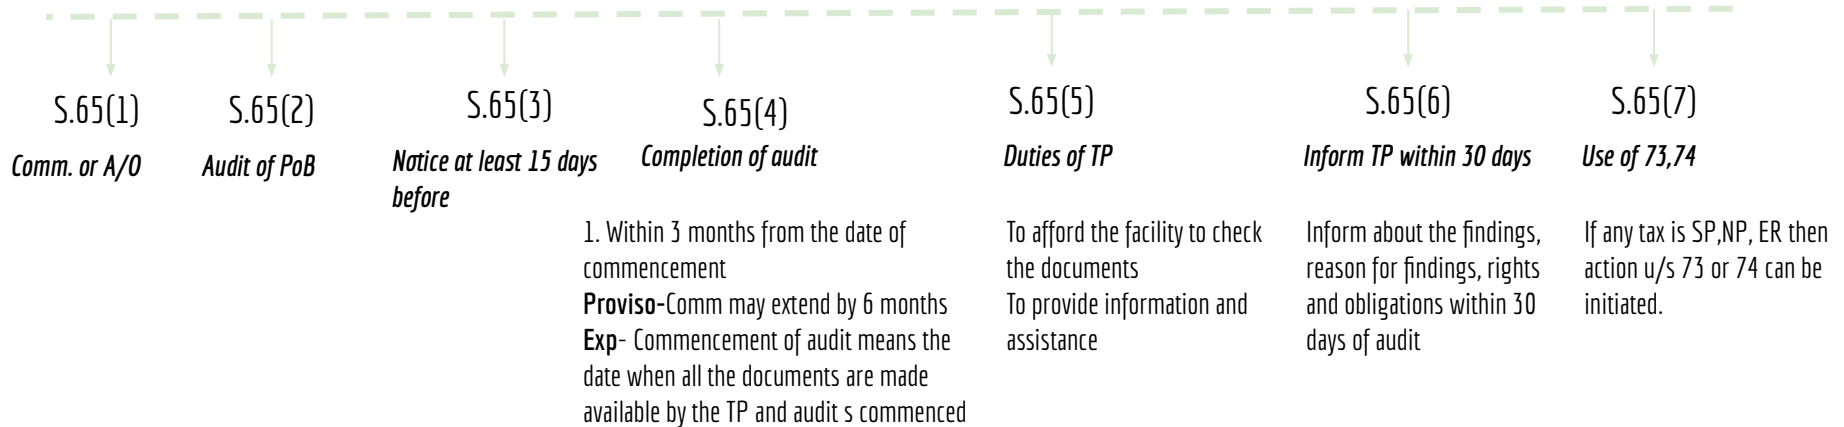 S.65(1)
Comm. or A/O
S.65(2)
Audit of PoB
S.65(3)
Notice at least 15 days
before
S.65(4)
Completion of audit
1. Within 3 months from the date of
commencement
Proviso-Comm may extend by 6 months
Exp- Commencement of audit means the
date when all the documents are made
available by the TP and audit s commenced
S.65(5)
Duties of TP
To afford the facility to check
the documents
To provide information and
assistance
S.65(6)
Inform TP within 30 days
Inform about the findings,
reason for findings, rights
and obligations within 30
days of audit
S.65(7)
Use of 73,74
If any tax is SP,NP, ER then
action u/s 73 or 74 can be
initiated.